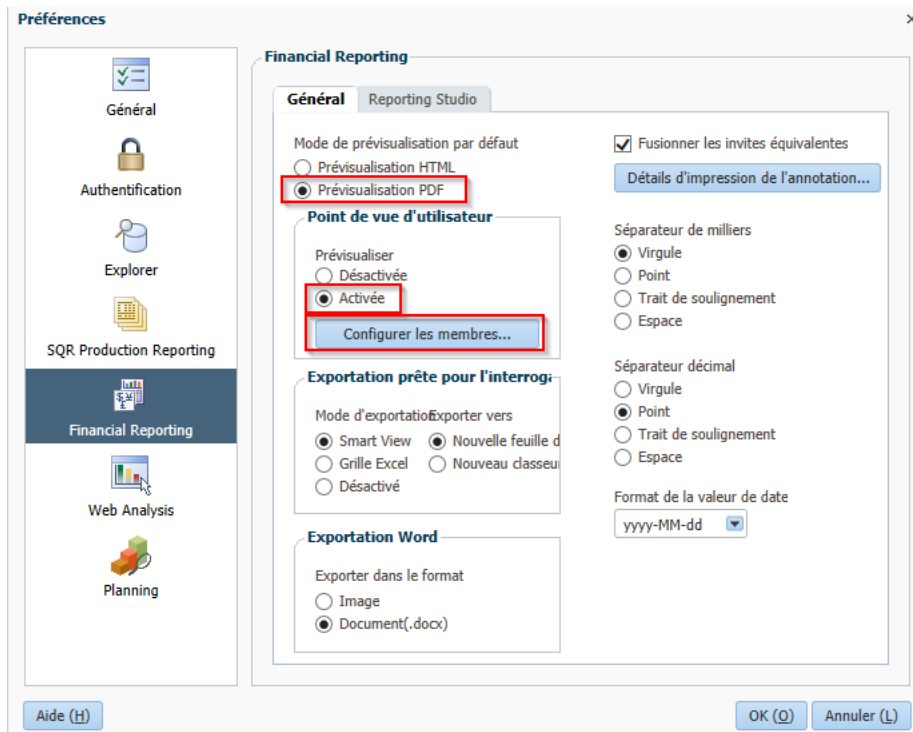 Préférences
Général
Authentification
Explorer
SQR Production Reporting
Financial Reporting
Web Analysis
Planning
Financial Reporting
Général Reporting Studio
Mode de prévisualisation par défaut
Prévisualisation HTML
Prévisualisation PDF
Point de vue d'utilisateur
Prévisualiser
Désactivée
Activée
Configurer les membres...
Exportation prête pour l'interroga
Mode d'exportation Exporter vers
Smart View Nouvelle feuille d
Grille Excel Nouveau classeu
Désactivé
Exportation Word
Exporter dans le format
Image
Document(.docx)
Fusionner les invites équivalentes
Détails d'impression de l'annotation...
Séparateur de milliers
Virgule
Point
Trait de soulignement
Espace
Séparateur décimal
Virgule
Point
Trait de soulignement
Espace
Format de la valeur de date
yyyy-MM-dd
Aide (H)
OK (O) Annuler (L)